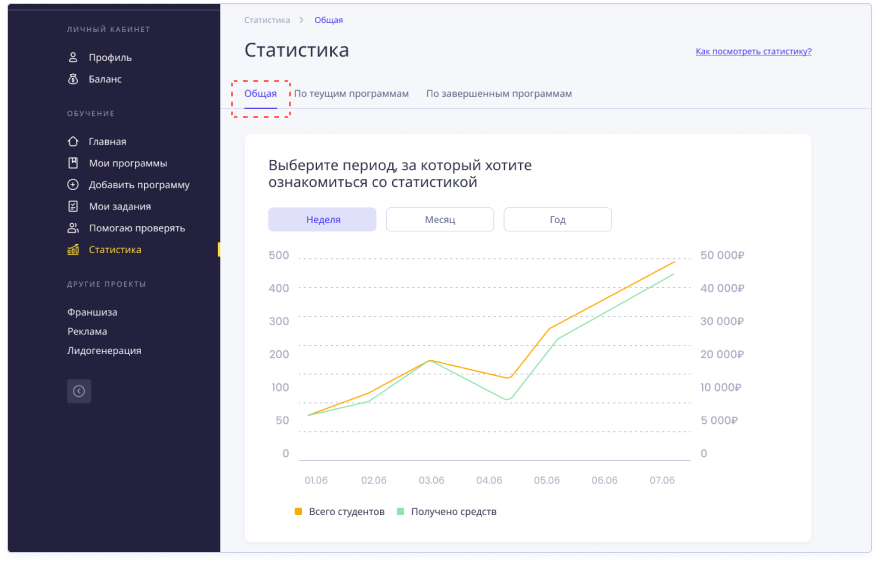 ЛИЧНЫЙ КАБИНЕТ
Профиль
Баланс
ОБУЧЕНИЕ
Главная
Мои программы
Добавить программу
Мои задания
Помогаю проверять
Статистика
ДРУГИЕ ПРОЕКТЫ
Франшиза
Реклама
Лидогенерация
Статистика > Общая
Статистика
Как посмотреть статистику?
Общая По теущим программам По завершенным программам
Выберите период, за который хотите
ознакомиться со статистикой
Неделя Месяц Год
500 50 000₽
400 40 000₽
300 30 000₽
200 20 000₽
100 10 000₽
50 5 000₽
0 0
01.06 02.06 03.06 04.06 05.06 06.06 07.06
Всего студентов Получено средств